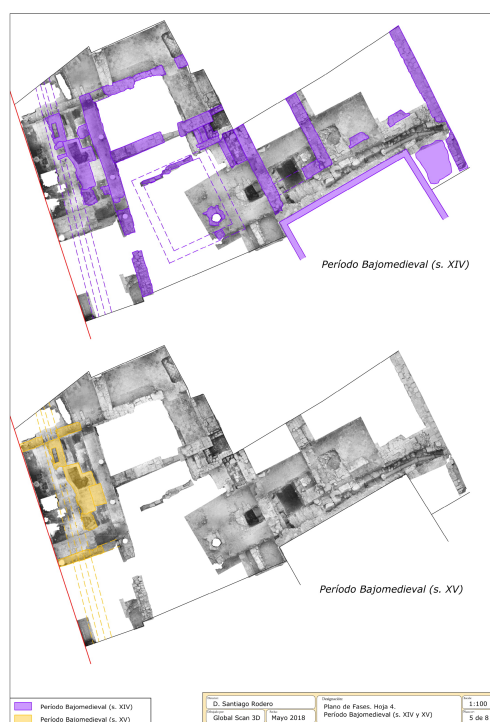 Período Bajomedieval (s. XIV)
Período Bajomedieval (s. XV)
Período Bajomedieval (s. XIV)
Período Bajomedieval (s. XV)
D. Santiago Rodero
Global Scan 3D
Fecha
Mayo 2018
Designación
Plano de Fases. Hoja 4.
Período Bajomedieval (s. XIV y XV)
Escala
1:100
5 de 8